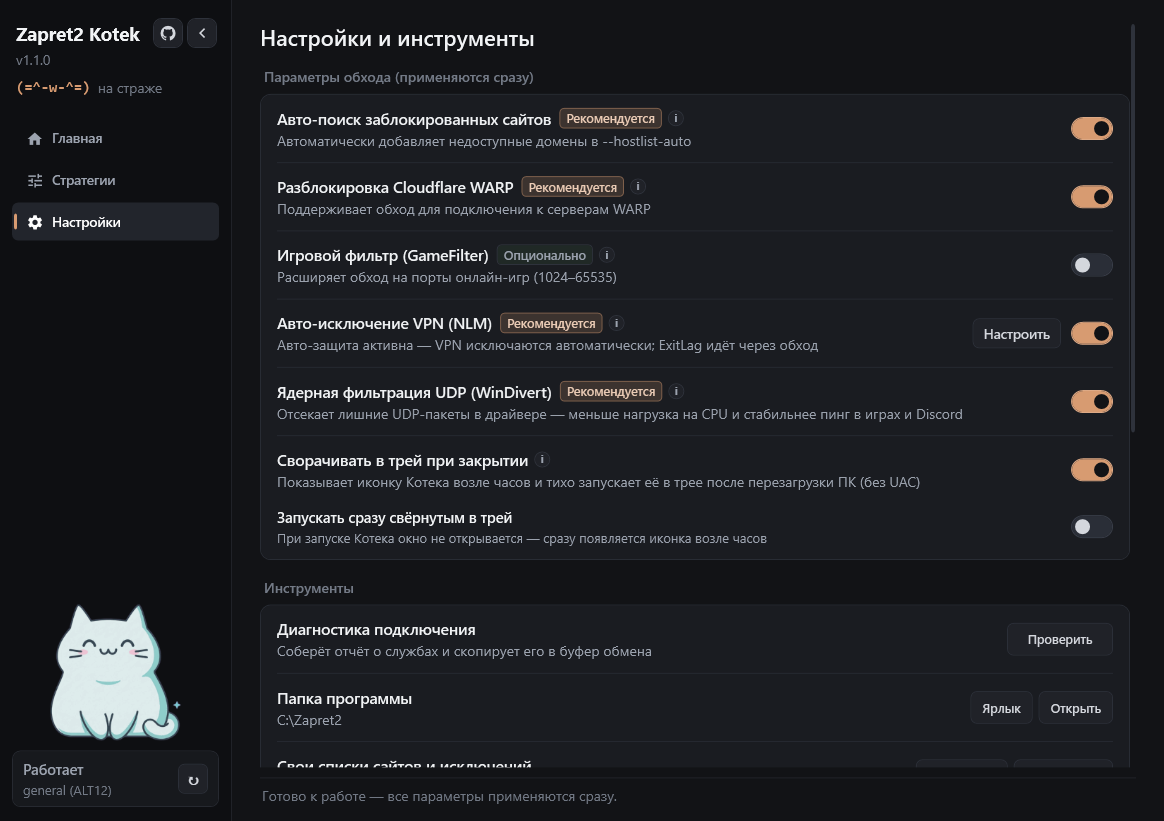 Zapret2 Kotek
v1.1.0
(=^-w-^=) на страже
Главная
Стратегии
Настройки
Работает
general (ALT12)
Настройки и инструменты
Параметры обхода (применяются сразу)
Авто-поиск заблокированных сайтов Рекомендуется i
Автоматически добавляет недоступные домены в --hostlist-auto
Разблокировка Cloudflare WARP Рекомендуется i
Поддерживает обход для подключения к серверам WARP
Игровой фильтр (GameFilter) Опционально i
Расширяет обход на порты онлайн-игр (1024–65535)
Авто-исключение VPN (NLM) Рекомендуется i
Авто-защита активна — VPN исключаются автоматически; ExitLag идёт через обход
Настроить
Ядерная фильтрация UDP (WinDivert) Рекомендуется i
Отсекает лишние UDP-пакеты в драйвере — меньше нагрузка на CPU и стабильнее пинг в играх и Discord
Сворачивать в трей при закрытии i
Показывает иконку Котека возле часов и тихо запускает её в трее после перезагрузки ПК (без UAC)
Запускать сразу свёрнутым в трей
При запуске Котека окно не открывается — сразу появляется иконка возле часов
Инструменты
Диагностика подключения
Соберёт отчёт о службах и скопирует его в буфер обмена
Проверить
Папка программы
C:\Zapret2
Ярлык Открыть
Свои списки сайтов и исключений
Готово к работе — все параметры применяются сразу.